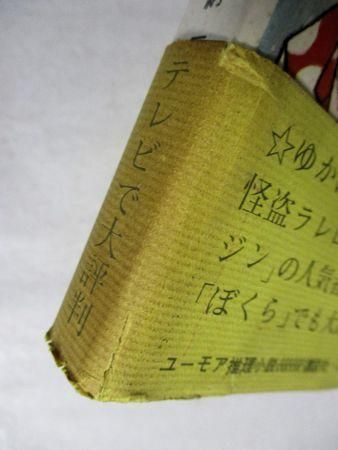 テレビで大評判
☆ゆか
怪盗ラレ
ジン」の人気
「ぼくら」でも大
ユーモア推理小説